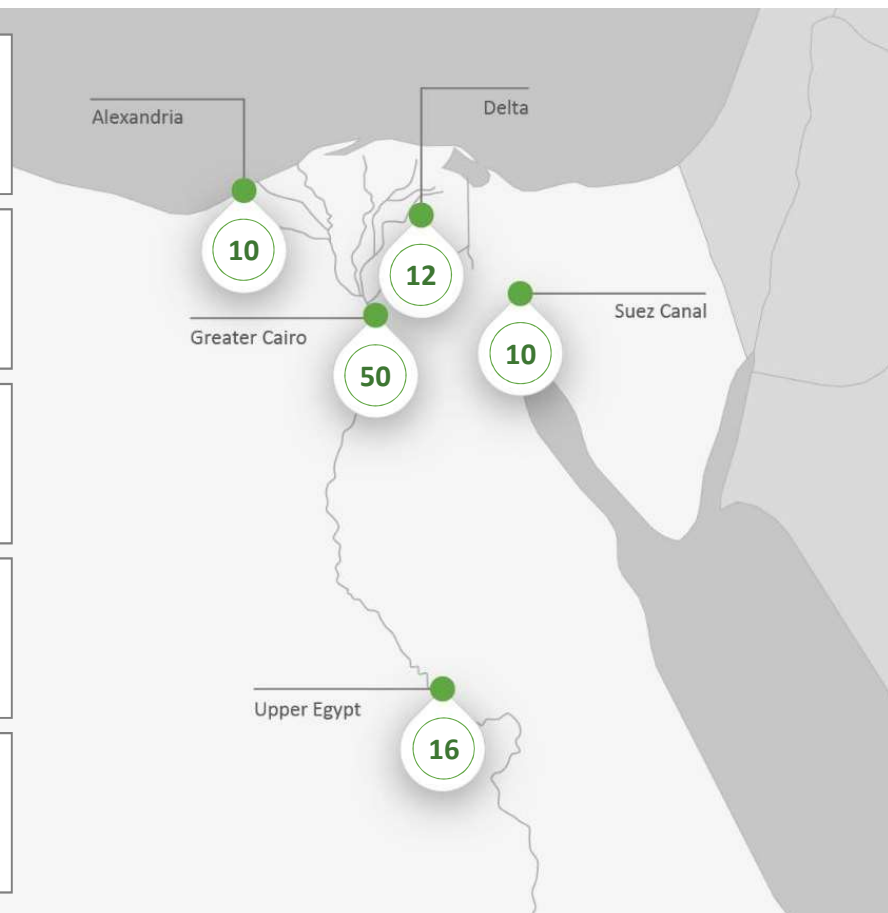 Alexandria
Delta
10
12
Suez Canal
Greater Cairo
10
50
Upper Egypt
16